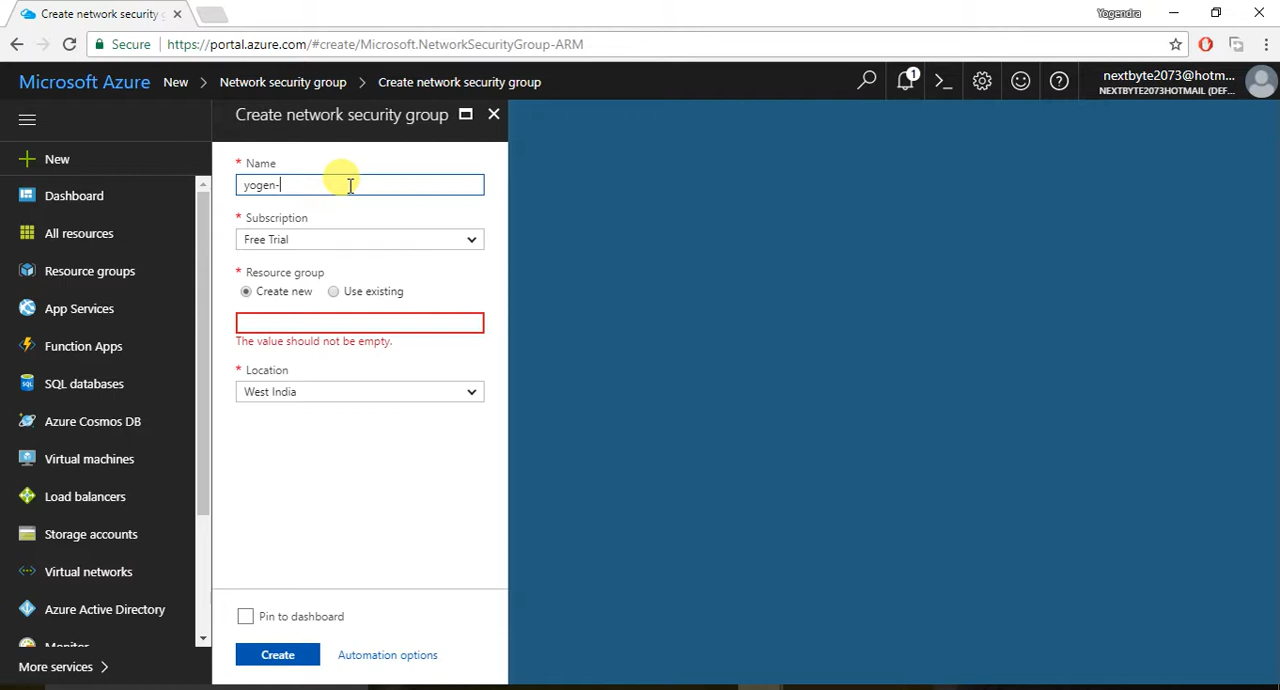 Create network security g
Yogendra
Secure https://portal.azure.com/#create/Microsoft.NetworkSecurityGroup-ARM
Microsoft Azure New > Network security group > Create network security group
1
nextbyte2073@hotm...
NEXTBYTE2073HOTMAIL (DEF...
Create network security group
New
Dashboard
All resources
Resource groups
App Services
Function Apps
SQL databases
Azure Cosmos DB
Virtual machines
Load balancers
Storage accounts
Virtual networks
Azure Active Directory
Monitor
More services >
* Name
yogen-
* Subscription
Free Trial
* Resource group
Create new Use existing
The value should not be empty.
* Location
West India
Pin to dashboard
Create Automation options